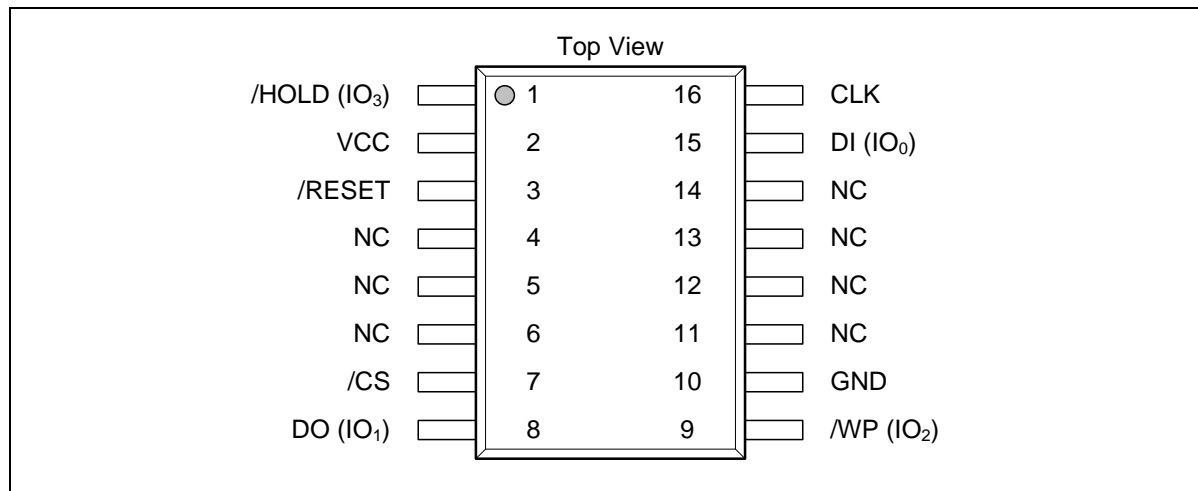 Top View
/HOLD (IO₃) 1 16 CLK
VCC 2 15 DI (IO₀)
/RESET 3 14 NC
NC 4 13 NC
NC 5 12 NC
NC 6 11 NC
/CS 7 10 GND
DO (IO₁) 8 9 /WP (IO₂)